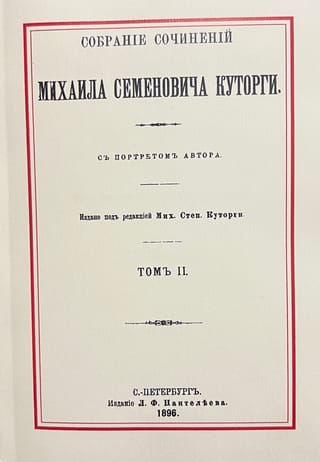 СОБРАНІЕ СОЧИНЕНІЙ
МИХАИЛА СЕМЕНОВИЧА КУТОРГИ.
СЪ ПОРТРЕТОМЪ АВТОРА.
Издано подъ редакціей Мих. Степ. Куторги.
ТОМЪ II.
С.-ПЕТЕРБУРГЪ.
Изданіе Л. Ф. Пантелѣева.
1896.